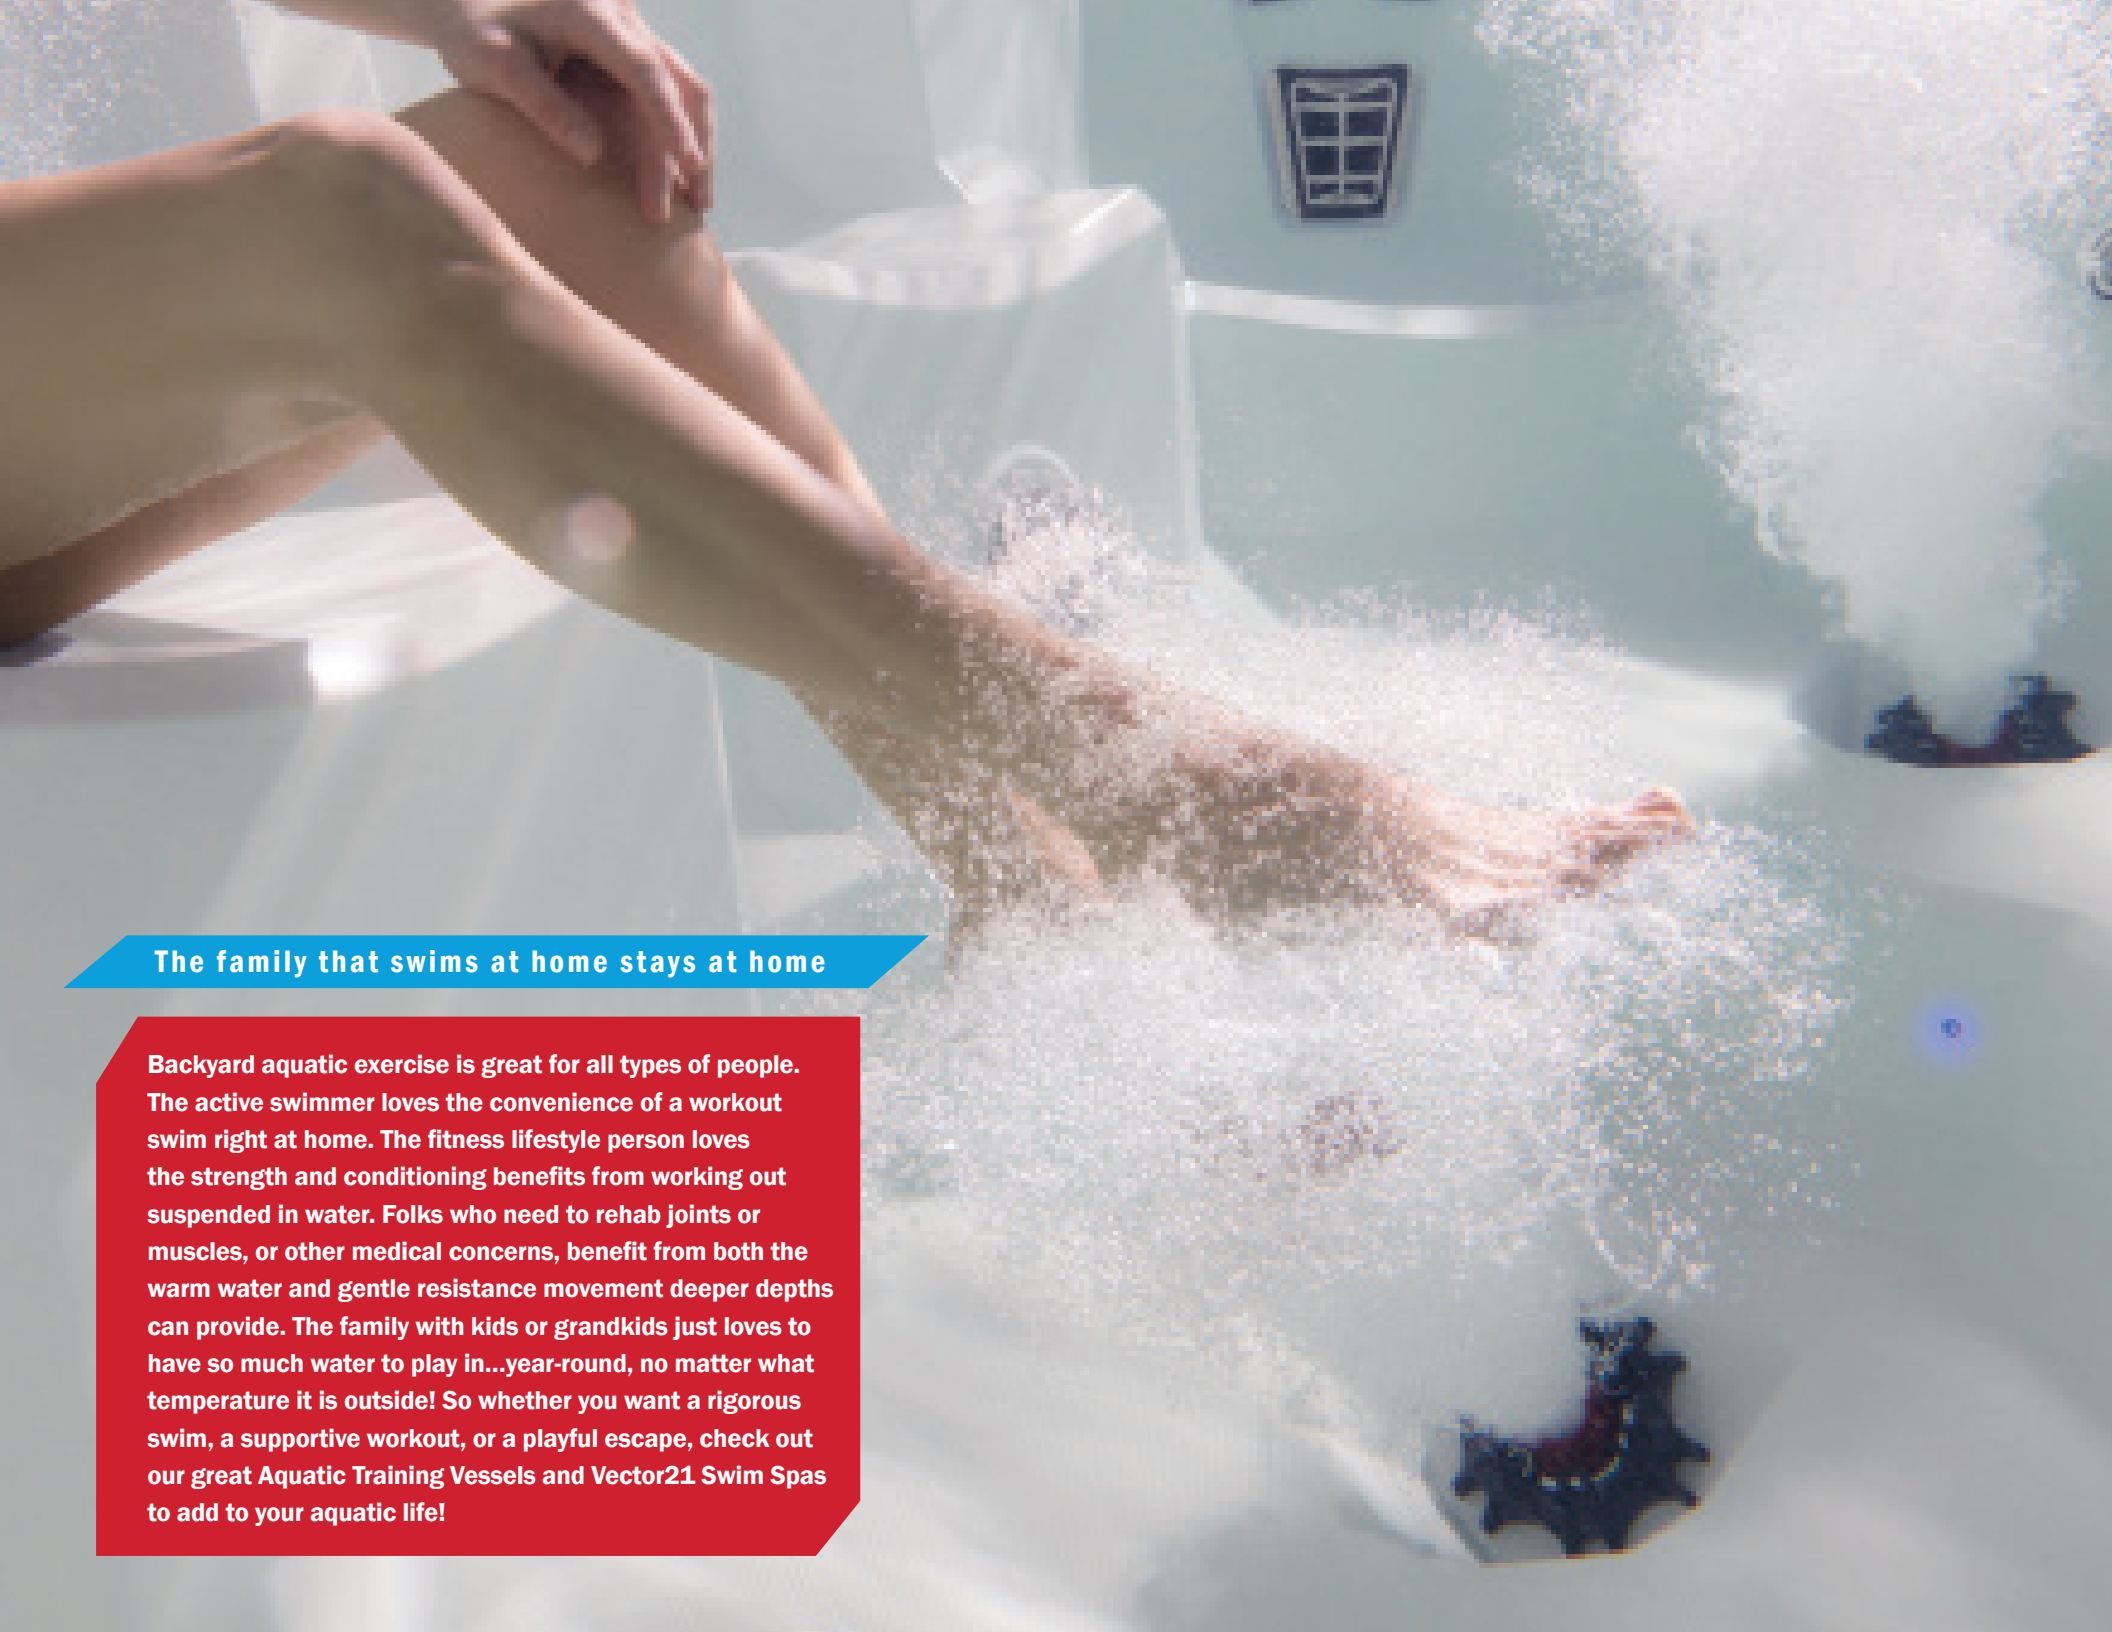 The family that swims at home stays at home
Backyard aquatic exercise is great for all types of people.
The active swimmer loves the convenience of a workout
swim right at home. The fitness lifestyle person loves
the strength and conditioning benefits from working out
suspended in water. Folks who need to rehab joints or
muscles, or other medical concerns, benefit from both the
warm water and gentle resistance movement deeper depths
can provide. The family with kids or grandkids just loves to
have so much water to play in...year-round, no matter what
temperature it is outside! So whether you want a rigorous
swim, a supportive workout, or a playful escape, check out
our great Aquatic Training Vessels and Vector21 Swim Spas
to add to your aquatic life!